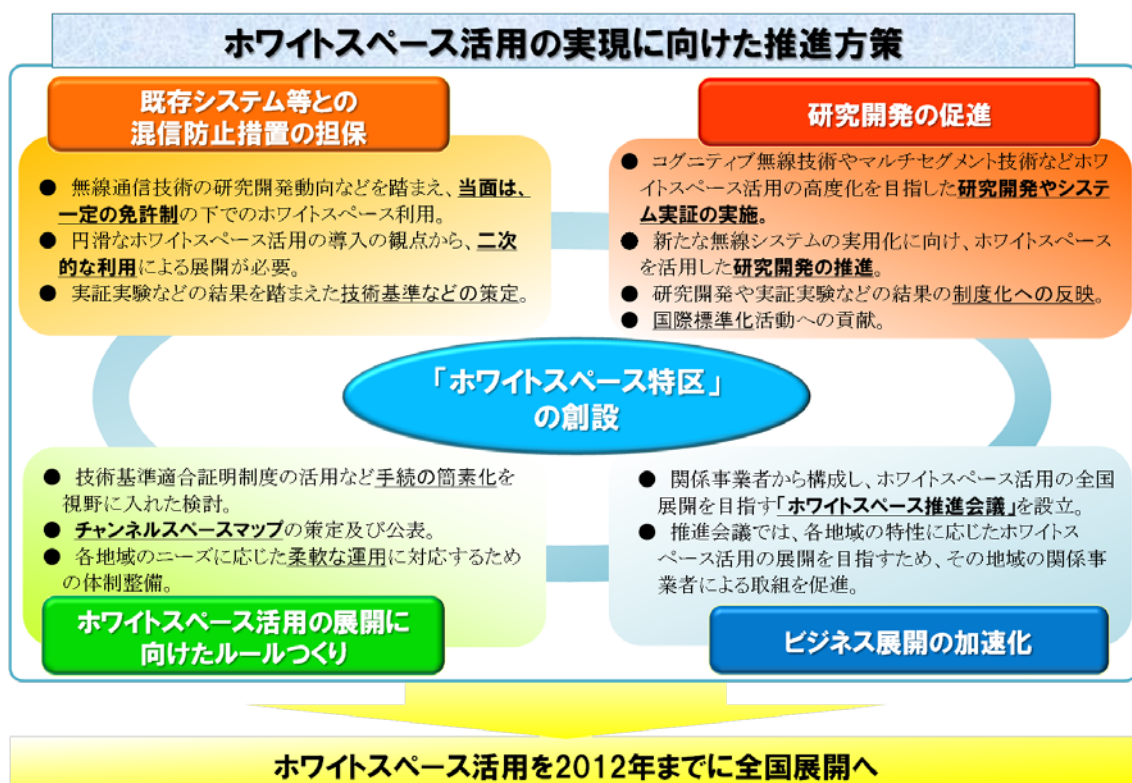 ホワイトスペース活用の実現に向けた推進方策
既存システム等との
混信防止措置の担保
● 無線通信技術の研究開発動向などを踏まえ、当面は、
一定の免許制の下でのホワイトスペース利用。
● 円滑なホワイトスペース活用の導入の観点から、二次
的な利用による展開が必要。
● 実証実験などの結果を踏まえた技術基準などの策定。
研究開発の促進
● コグニティブ無線技術やマルチセグメント技術などホワ
イトスペース活用の高度化を目指した研究開発やシステ
ム実証の実施。
● 新たな無線システムの実用化に向け、ホワイトスペース
を活用した研究開発の推進。
● 研究開発や実証実験などの結果の制度化への反映。
● 国際標準化活動への貢献。
「ホワイトスペース特区」
の創設
● 技術基準適合証明制度の活用など手続の簡素化を
視野に入れた検討。
● チャンネルスペースマップの策定及び公表。
● 各地域のニーズに応じた柔軟な運用に対応するため
の体制整備。
ホワイトスペース活用の展開に
向けたルールつくり
● 関係事業者から構成し、ホワイトスペース活用の全国
展開を目指す「ホワイトスペース推進会議」を設立。
● 推進会議では、各地域の特性に応じたホワイトス
ペース活用の展開を目指すため、その地域の関係事
業者による取組を促進。
ビジネス展開の加速化
ホワイトスペース活用を2012年までに全国展開へ